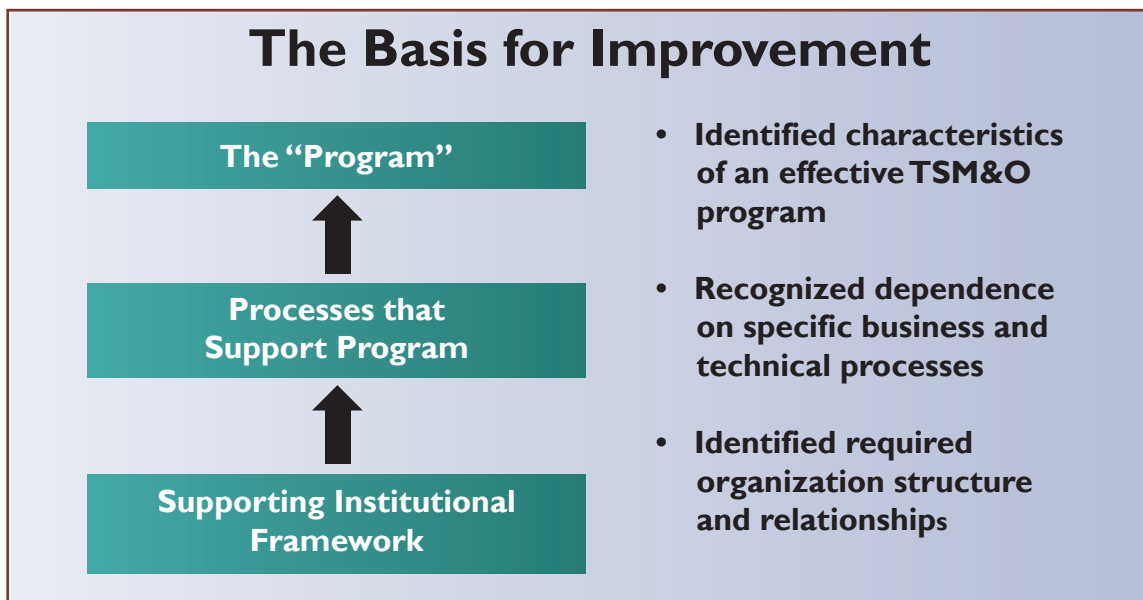 The Basis for Improvement
The “Program”
Processes that
Support Program
Supporting Institutional
Framework
• Identified characteristics
of an effective TSM&O
program
• Recognized dependence
on specific business and
technical processes
• Identified required
organization structure
and relationships